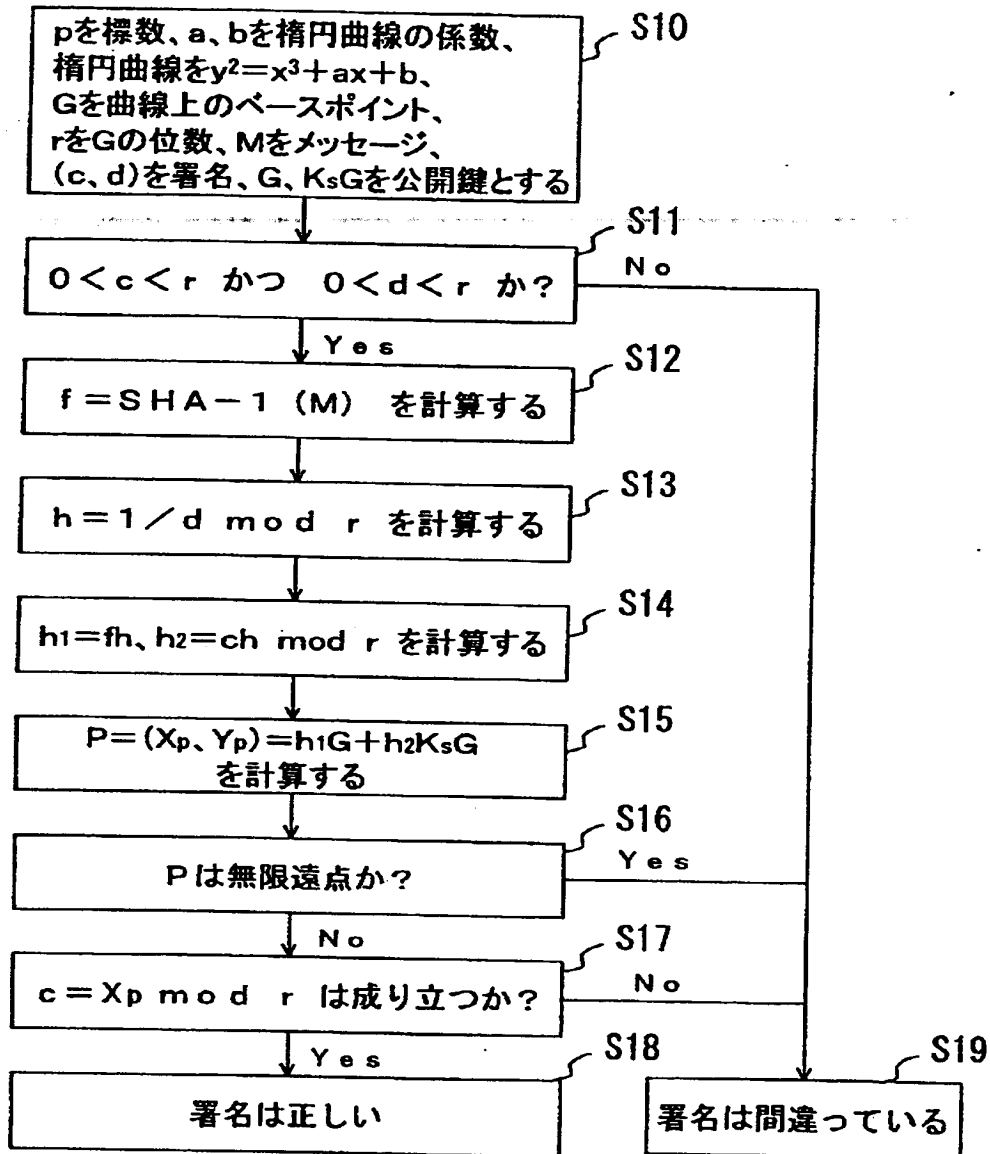 S10
pを標数、a、bを楕円曲線の係数、
楕円曲線をy²=x³+ax+b、
Gを曲線上のベースポイント、
rをGの位数、Mをメッセージ、
(c、d)を署名、G、KsGを公開鍵とする
S11
0<c<r かつ 0<d<r か?
No
Yes
S12
f=SHA-1(M) を計算する
S13
h=1/d mod r を計算する
S14
h1=fh、h2=ch mod r を計算する
S15
P=(Xp、Yp)=h1G+h2KsG
を計算する
S16
Pは無限遠点か?
Yes
No
S17
c=Xp mod r は成り立つか?
No
Yes
S18
署名は正しい
S19
署名は間違っている